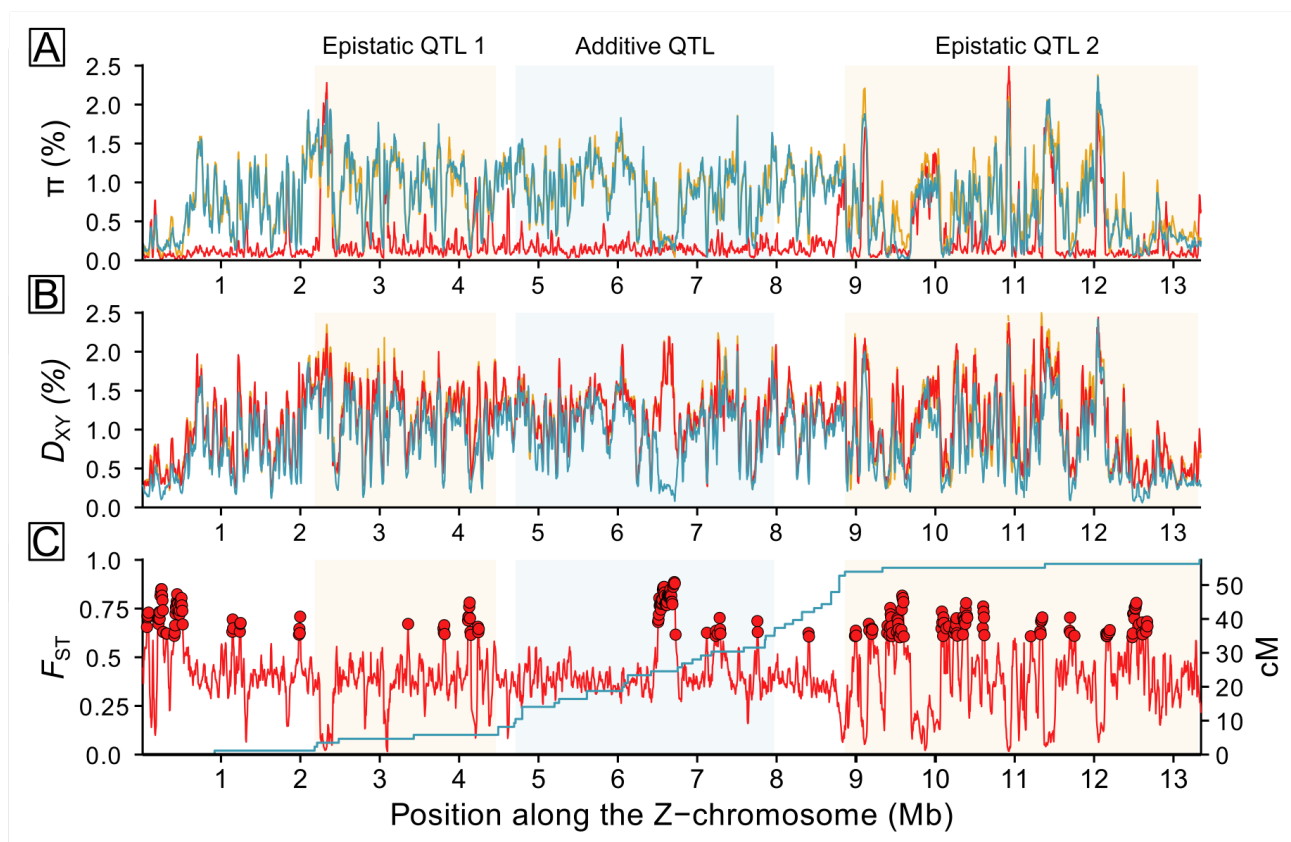 A
Epistatic QTL 1 Additive QTL Epistatic QTL 2
π (%)
2.5
2.0
1.5
1.0
0.5
0.0
1 2 3 4 5 6 7 8 9 10 11 12 13
B
D_XY (%)
2.5
2.0
1.5
1.0
0.5
0.0
1 2 3 4 5 6 7 8 9 10 11 12 13
C
F_ST
1.0
0.75
0.5
0.25
0.0
50
40
30
20
10
0
cM
1 2 3 4 5 6 7 8 9 10 11 12 13
Position along the Z−chromosome (Mb)